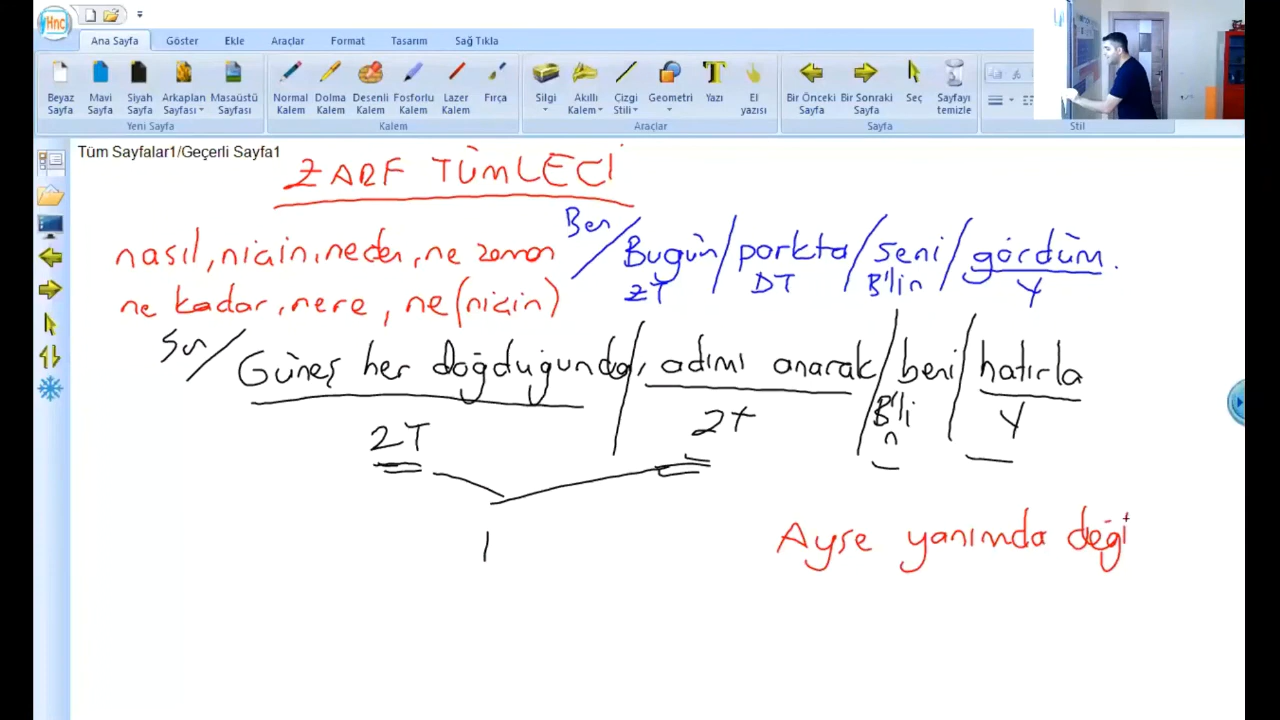 Hnc
Ana Sayfa Göster Ekle Araçlar Format Tasarım Sağ Tıkla
Beyaz Sayfa Mavi Sayfa Siyah Sayfa Arkaplan Sayfası Masaüstü Sayfa Normal Kalem Dolma Kalem Desenli Kalem Fosforlu Kalem Lazer Kalem Fırça Silgi Akıllı Kalem Çizgi Stili Geometri Yazı El yazısı Bir Önceki Sayfa Bir Sonraki Sayfa Seç Sayfayı temizle
Yeni Sayfa Kalem Araçlar Sayfa Stil
Tüm Sayfalar1/Geçerli Sayfa1
ZARF TÜMLECİ
nasıl, niçin, neden, ne zaman
ne kadar, nere, ne (niçin)
Ben / Bugün / parkta / seni / gördüm.
ZT DT B'lin Y
Sen / Güneş her doğduğunda, / adımı anarak / beni / hatırla
ZT ZT B'li n Y
1
Ayşe yanımda deği